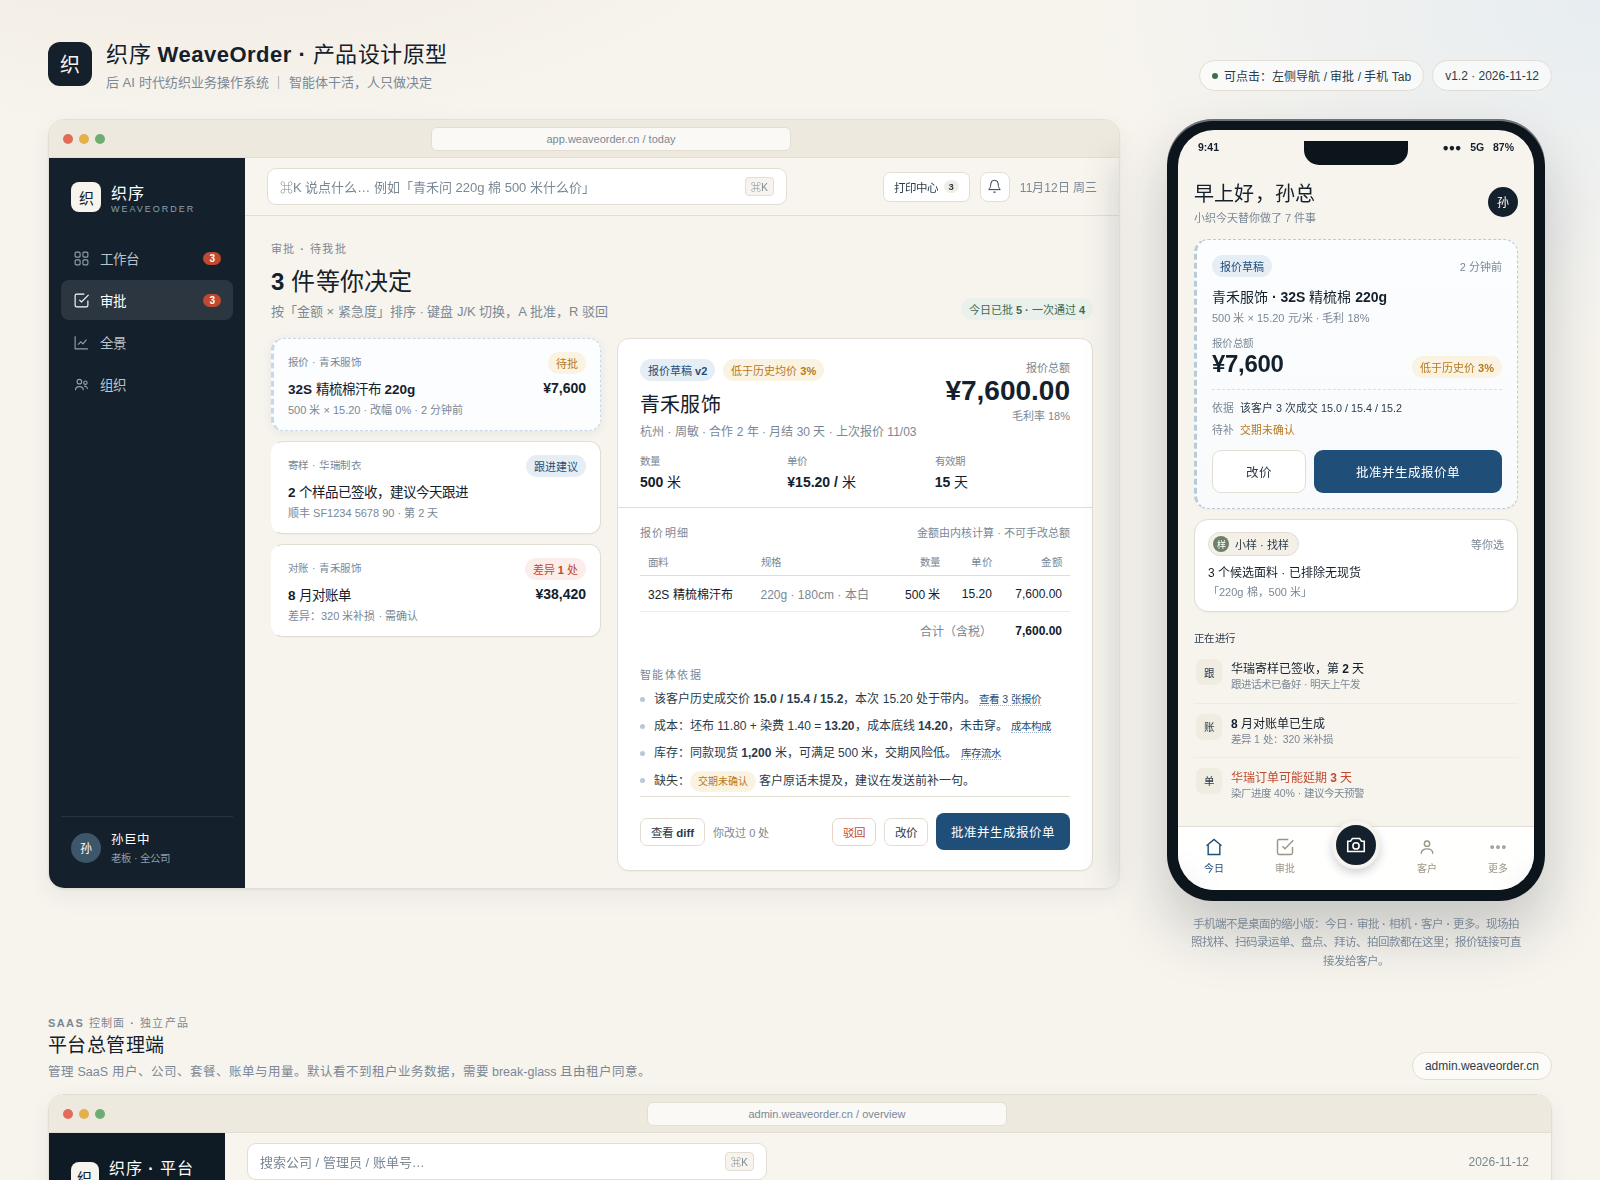 织
织序 WeaveOrder · 产品设计原型
后 AI 时代纺织业务操作系统 ｜ 智能体干活，人只做决定
可点击：左侧导航 / 审批 / 手机 Tab
v1.2 · 2026-11-12
app.weaveorder.cn / today
织
织序
WEAVEORDER
工作台 3
审批 3
全景
组织
孙
孙巨中
老板 · 全公司
⌘K 说点什么… 例如「青禾问 220g 棉 500 米什么价」 ⌘K
打印中心 3
11月12日 周三
审批 · 待我批
3 件等你决定
按「金额 × 紧急度」排序 · 键盘 J/K 切换，A 批准，R 驳回
今日已批 5 · 一次通过 4
报价 · 青禾服饰 待批
32S 精梳棉汗布 220g ¥7,600
500 米 × 15.20 · 改幅 0% · 2 分钟前
寄样 · 华瑞制衣 跟进建议
2 个样品已签收，建议今天跟进
顺丰 SF1234 5678 90 · 第 2 天
对账 · 青禾服饰 差异 1 处
8 月对账单 ¥38,420
差异：320 米补损 · 需确认
报价草稿 v2 低于历史均价 3%
报价总额
青禾服饰
¥7,600.00
毛利率 18%
杭州 · 周敏 · 合作 2 年 · 月结 30 天 · 上次报价 11/03
数量 单价 有效期
500 米 ¥15.20 / 米 15 天
报价明细 金额由内核计算 · 不可手改总额
面料 规格 数量 单价 金额
32S 精梳棉汗布 220g · 180cm · 本白 500 米 15.20 7,600.00
合计（含税） 7,600.00
智能体依据
该客户历史成交价 15.0 / 15.4 / 15.2，本次 15.20 处于带内。 查看 3 张报价
成本：坯布 11.80 + 染费 1.40 = 13.20，成本底线 14.20，未击穿。 成本构成
库存：同款现货 1,200 米，可满足 500 米，交期风险低。 库存流水
缺失： 交期未确认 客户原话未提及，建议在发送前补一句。
查看 diff 你改过 0 处 驳回 改价 批准并生成报价单
9:41 5G 87%
早上好，孙总
小织今天替你做了 7 件事
孙
报价草稿 2 分钟前
青禾服饰 · 32S 精梳棉 220g
500 米 × 15.20 元/米 · 毛利 18%
报价总额
¥7,600 低于历史价 3%
依据 该客户 3 次成交 15.0 / 15.4 / 15.2
待补 交期未确认
改价 批准并生成报价单
样 小样 · 找样 等你选
3 个候选面料 · 已排除无现货
「220g 棉，500 米」
正在进行
跟 华瑞寄样已签收，第 2 天
跟进话术已备好 · 明天上午发
账 8 月对账单已生成
差异 1 处：320 米补损
单 华瑞订单可能延期 3 天
染厂进度 40% · 建议今天预警
今日 审批 客户 更多
手机端不是桌面的缩小版：今日 · 审批 · 相机 · 客户 · 更多。现场拍
照找样、扫码录运单、盘点、拜访、拍回款都在这里；报价链接可直
接发给客户。
SAAS 控制面 · 独立产品
平台总管理端
管理 SaaS 用户、公司、套餐、账单与用量。默认看不到租户业务数据，需要 break-glass 且由租户同意。
admin.weaveorder.cn
admin.weaveorder.cn / overview
织
织序 · 平台
搜索公司 / 管理员 / 账单号… ⌘K
2026-11-12